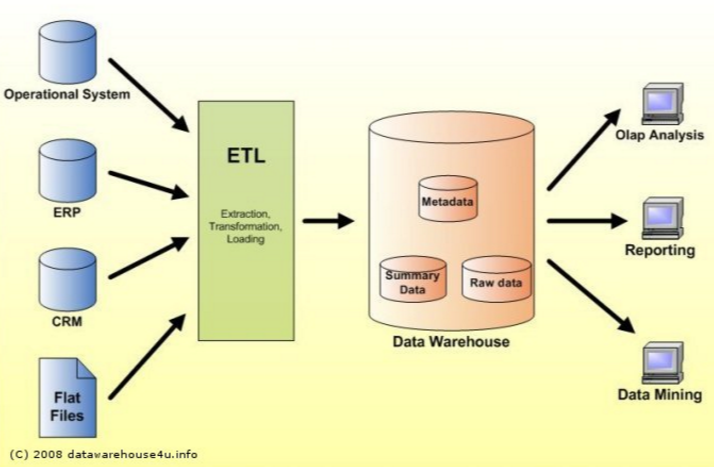 Operational System
ERP
CRM
Flat
Files
ETL
Extraction,
Transformation,
Loading
Metadata
Summary
Data
Raw data
Data Warehouse
Olap Analysis
Reporting
Data Mining
(C) 2008 datawarehouse4u.info